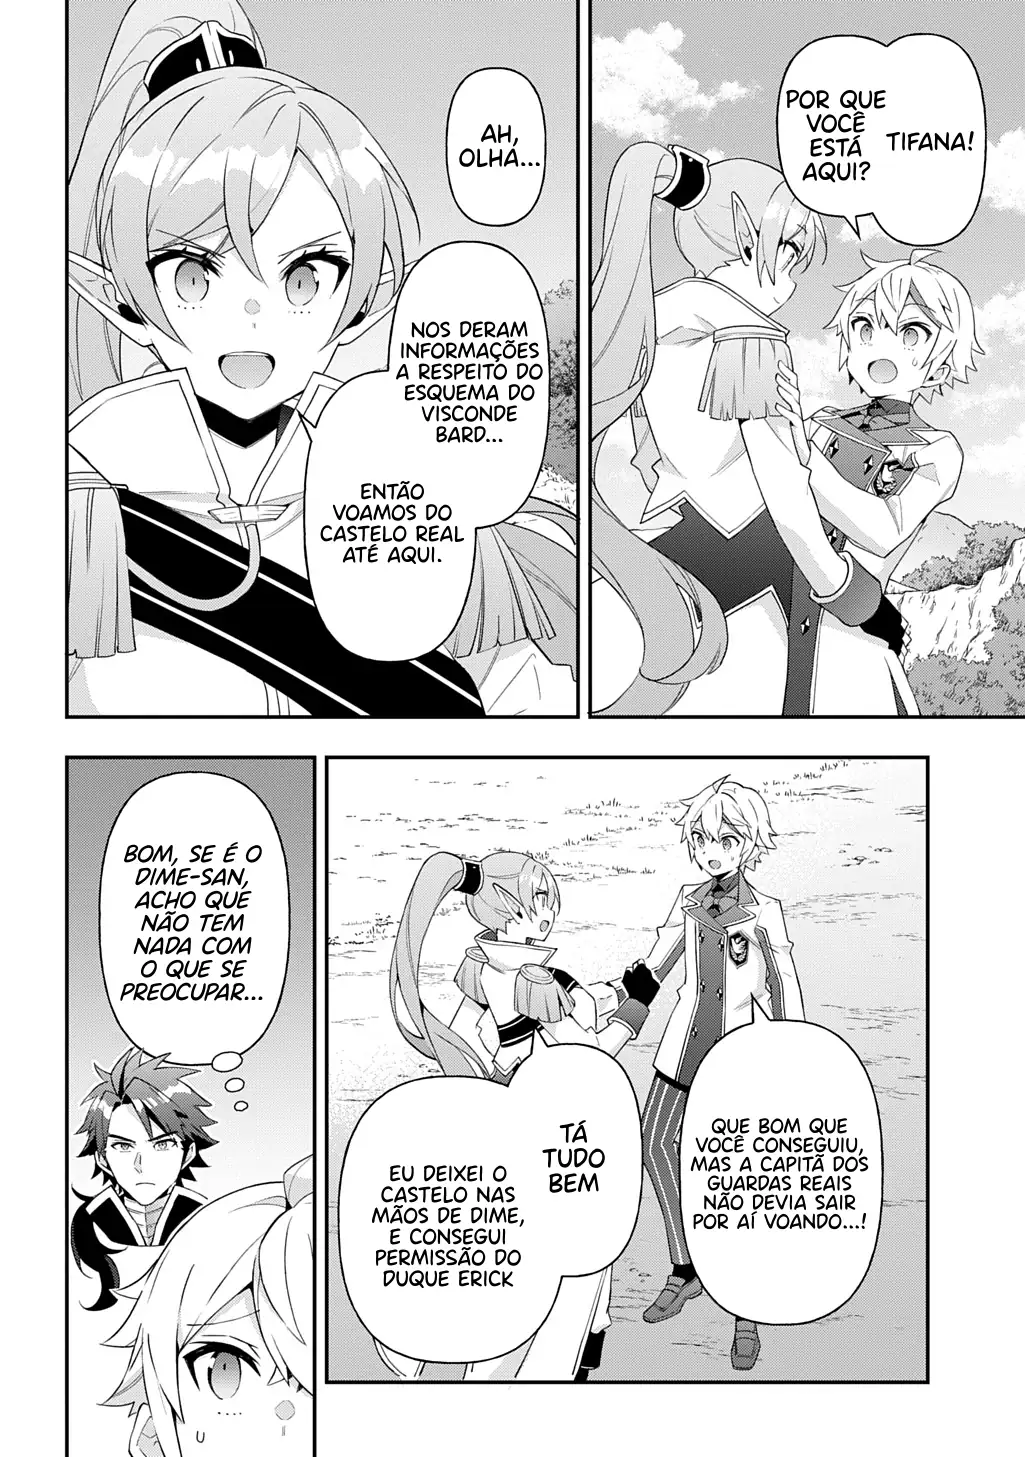 TIFANA!
POR QUE
VOCÊ
ESTÁ
AQUI?
AH,
OLHA...
NOS DERAM
INFORMAÇÕES
A RESPEITO DO
ESQUEMA DO
VISCONDE
BARD...
ENTÃO
VOAMOS DO
CASTELO REAL
ATÉ AQUI.
QUE BOM QUE
VOCÊ CONSEGUIU,
MAS A CAPITÃ DOS
GUARDAS REAIS
NÃO DEVIA SAIR
POR AÍ VOANDO...!
TÁ
TUDO
BEM
EU DEIXEI O
CASTELO NAS
MÃOS DE DIME,
E CONSEGUI
PERMISSÃO DO
DUQUE ERICK
BOM, SE É O
DIME-SAN,
ACHO QUE
NÃO TEM
NADA COM
O QUE SE
PREOCUPAR...